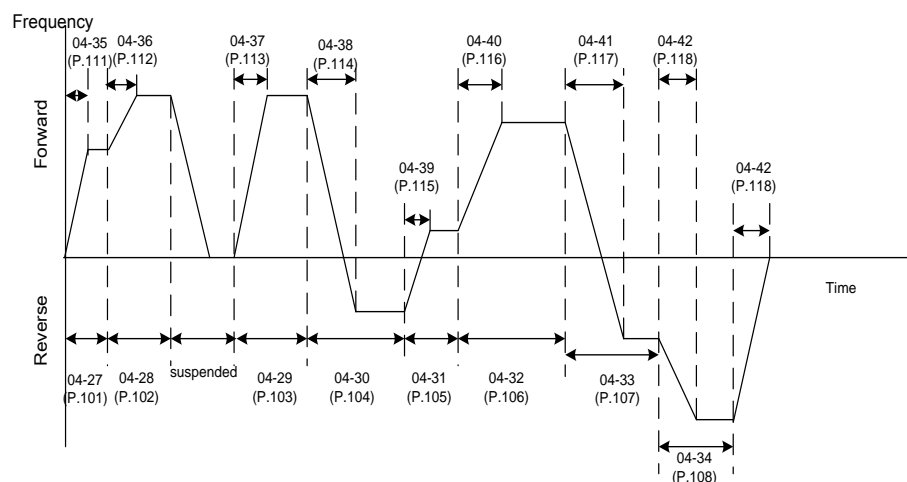 Frequency
04-35
(P.111)
04-36
(P.112)
04-37
(P.113)
04-38
(P.114)
04-40
(P.116)
04-41
(P.117)
04-42
(P.118)
04-39
(P.115)
04-42
(P.118)
Forward
Reverse
Time
suspended
04-27
(P.101)
04-28
(P.102)
04-29
(P.103)
04-30
(P.104)
04-31
(P.105)
04-32
(P.106)
04-33
(P.107)
04-34
(P.108)